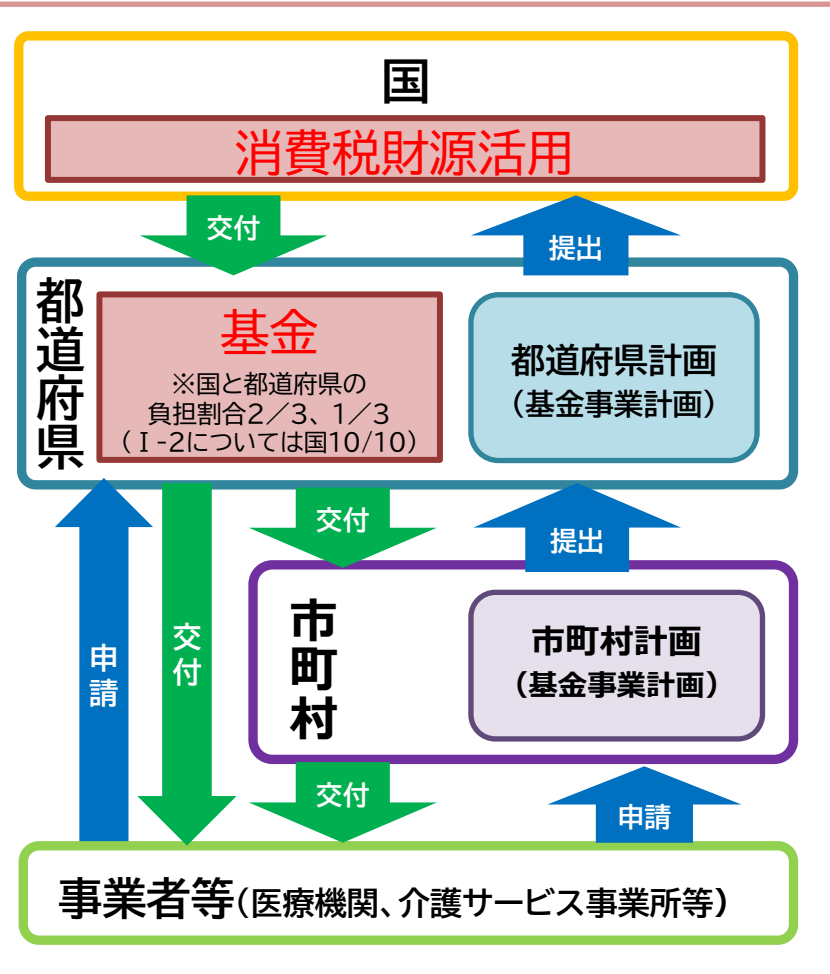 国
消費税財源活用
交付
提出
都道府県
基金
※国と都道府県の
負担割合2／3、1／3
(Ⅰ-2については国10/10)
都道府県計画
(基金事業計画)
交付
提出
申請
交付
市町村
市町村計画
(基金事業計画)
交付
申請
事業者等(医療機関、介護サービス事業所等)